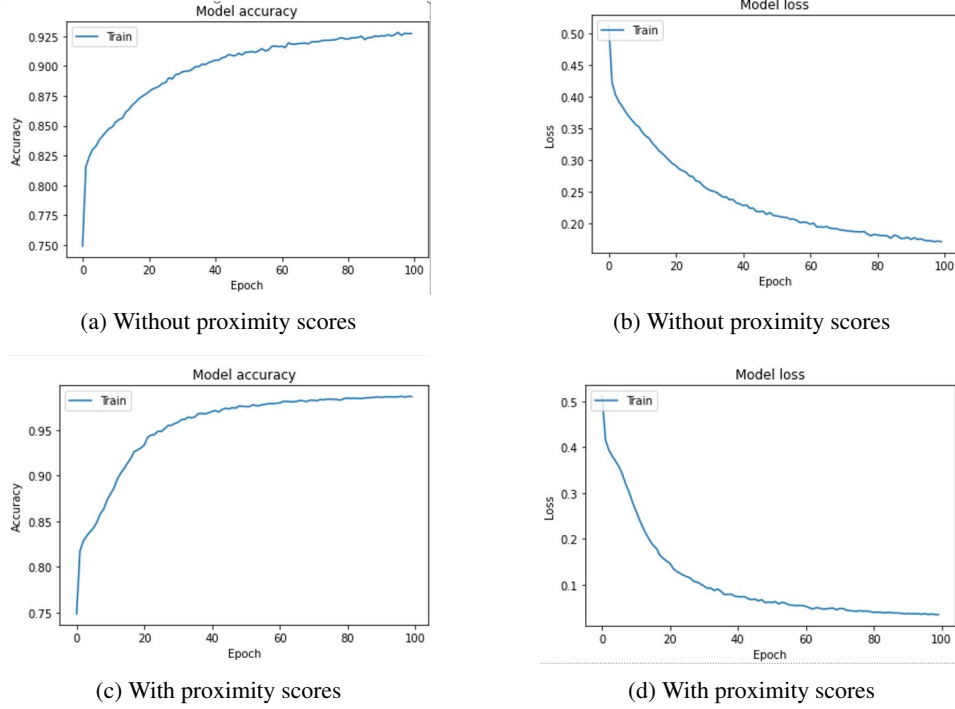 Model accuracy
Train
0.925
0.900
0.875
0.850
0.825
0.800
0.775
0.750
Accuracy
0 20 40 60 80 100
Epoch
(a) Without proximity scores
Model loss
Train
0.50
0.45
0.40
0.35
0.30
0.25
0.20
Loss
0 20 40 60 80 100
Epoch
(b) Without proximity scores
Model accuracy
Train
0.95
0.90
0.85
0.80
0.75
Accuracy
0 20 40 60 80 100
Epoch
(c) With proximity scores
Model loss
Train
0.5
0.4
0.3
0.2
0.1
Loss
0 20 40 60 80 100
Epoch
(d) With proximity scores